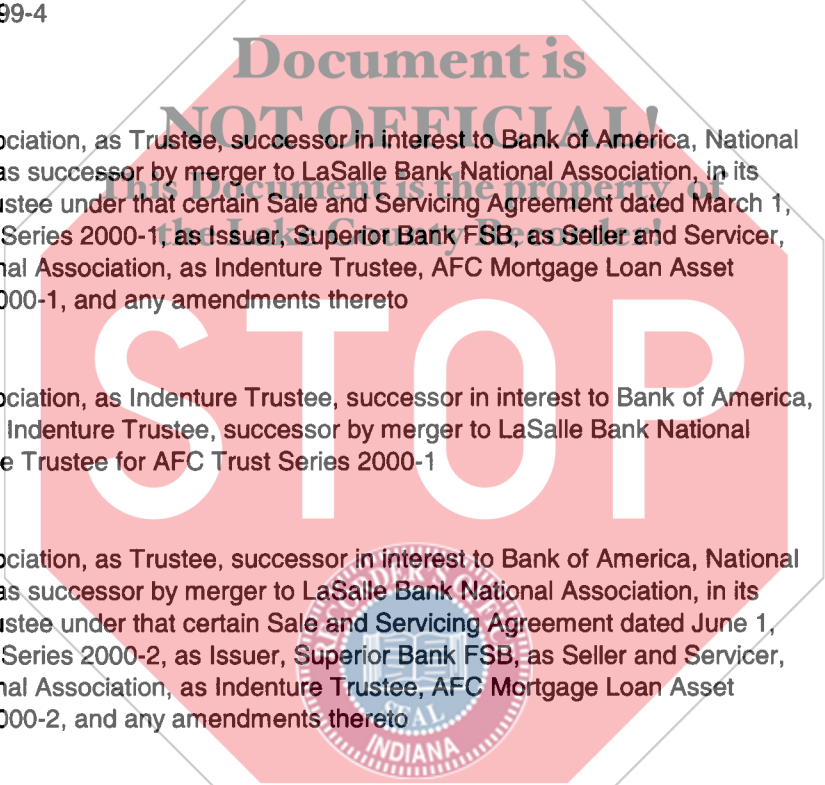 99-4
Document is
NOT OFFICIAL!
ociation, as Trustee, successor in interest to Bank of America, National
as successor by merger to LaSalle Bank National Association, in its
This Document is the property of
ustee under that certain Sale and Servicing Agreement dated March 1,
the Lake County Recorder!
Series 2000-1, as Issuer, Superior Bank FSB, as Seller and Servicer,
nal Association, as Indenture Trustee, AFC Mortgage Loan Asset
000-1, and any amendments thereto
STOP
ociation, as Indenture Trustee, successor in interest to Bank of America,
Indenture Trustee, successor by merger to LaSalle Bank National
e Trustee for AFC Trust Series 2000-1
ociation, as Trustee, successor in interest to Bank of America, National
as successor by merger to LaSalle Bank National Association, in its
ustee under that certain Sale and Servicing Agreement dated June 1,
Series 2000-2, as Issuer, Superior Bank FSB, as Seller and Servicer,
nal Association, as Indenture Trustee, AFC Mortgage Loan Asset
000-2, and any amendments thereto
RECORDER'S OFFICE
SEAL
INDIANA